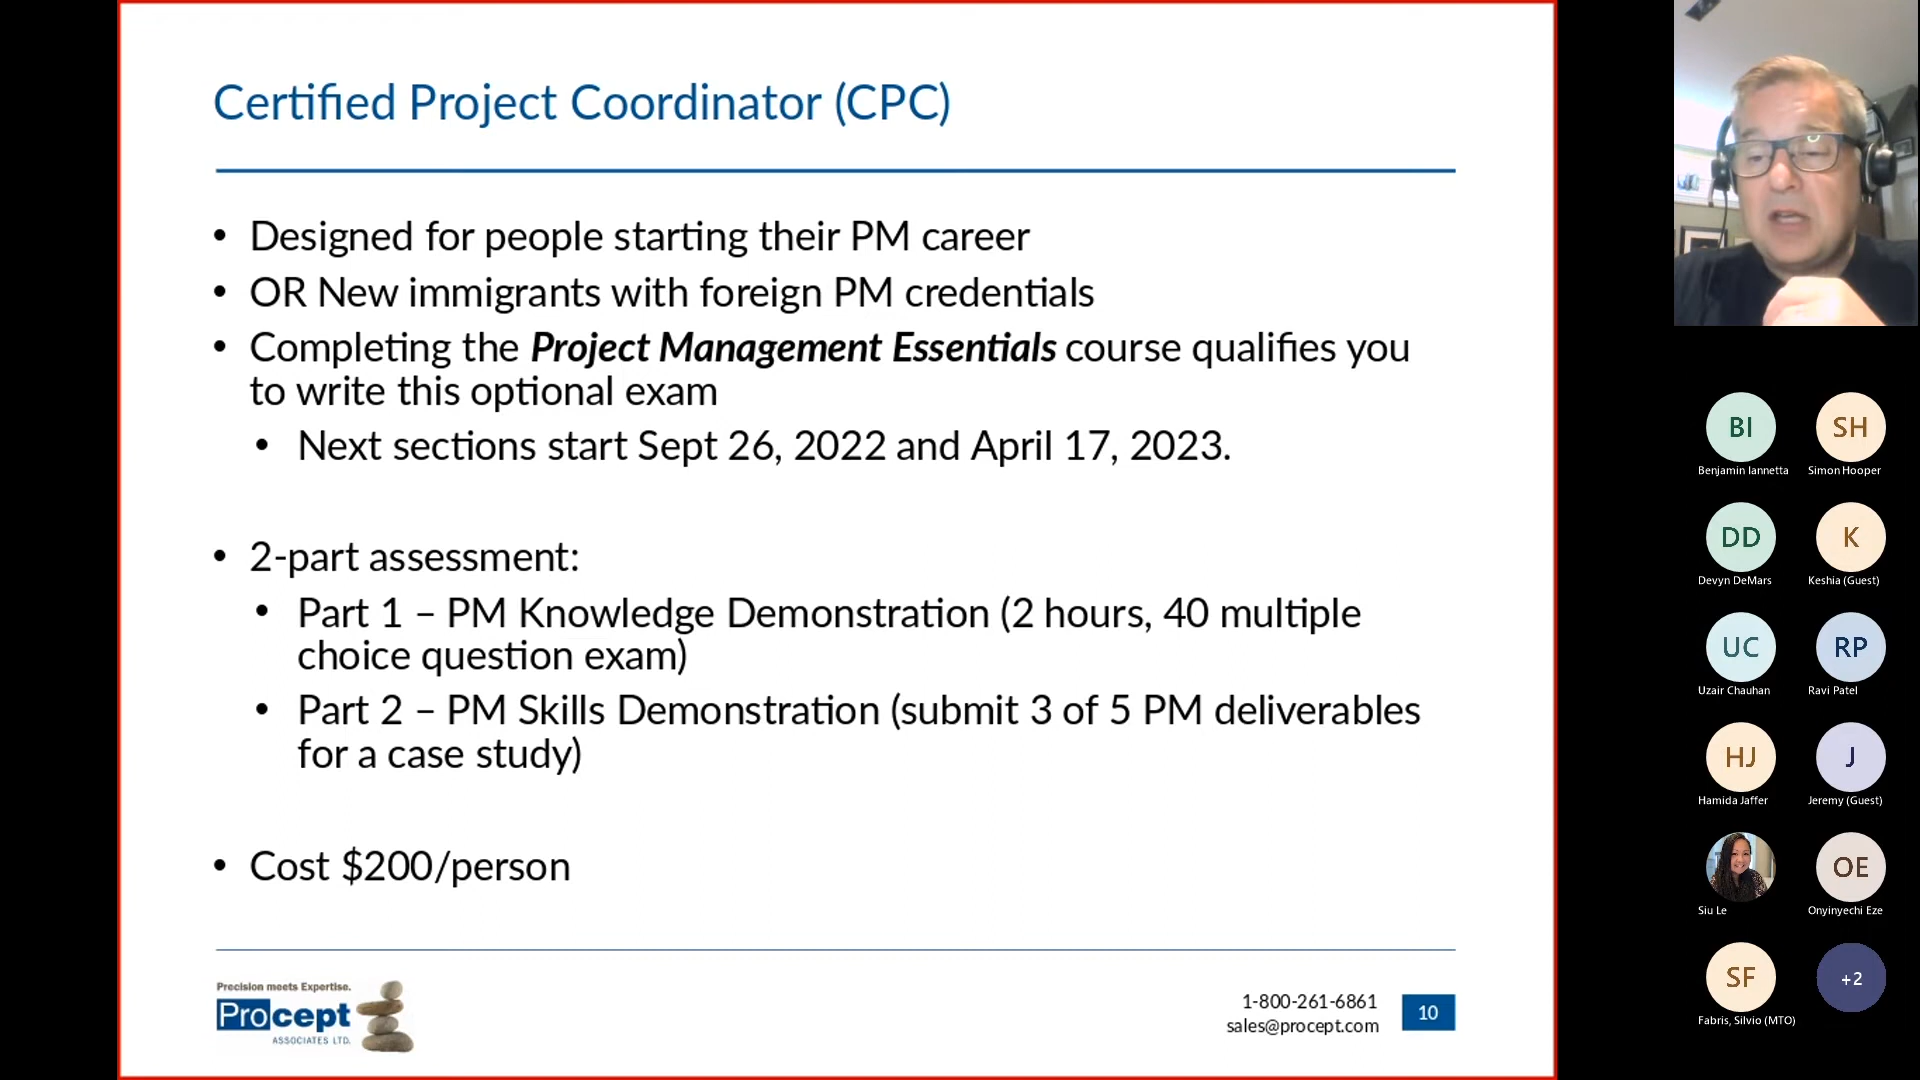 Certified Project Coordinator (CPC)
• Designed for people starting their PM career
• OR New immigrants with foreign PM credentials
• Completing the Project Management Essentials course qualifies you
to write this optional exam
• Next sections start Sept 26, 2022 and April 17, 2023.
• 2-part assessment:
• Part 1 – PM Knowledge Demonstration (2 hours, 40 multiple
choice question exam)
• Part 2 – PM Skills Demonstration (submit 3 of 5 PM deliverables
for a case study)
• Cost $200/person
Precision meets Expertise.
Procept
ASSOCIATES LTD.
1-800-261-6861
sales@procept.com
10
BI
SH
Benjamin Iannetta
Simon Hooper
DD
K
Devyn DeMars
Keshia (Guest)
UC
RP
Uzair Chauhan
Ravi Patel
HJ
J
Hamida Jaffer
Jeremy (Guest)
OE
Siu Le
Onyinyechi Eze
SF
+2
Fabris, Silvio (MTO)